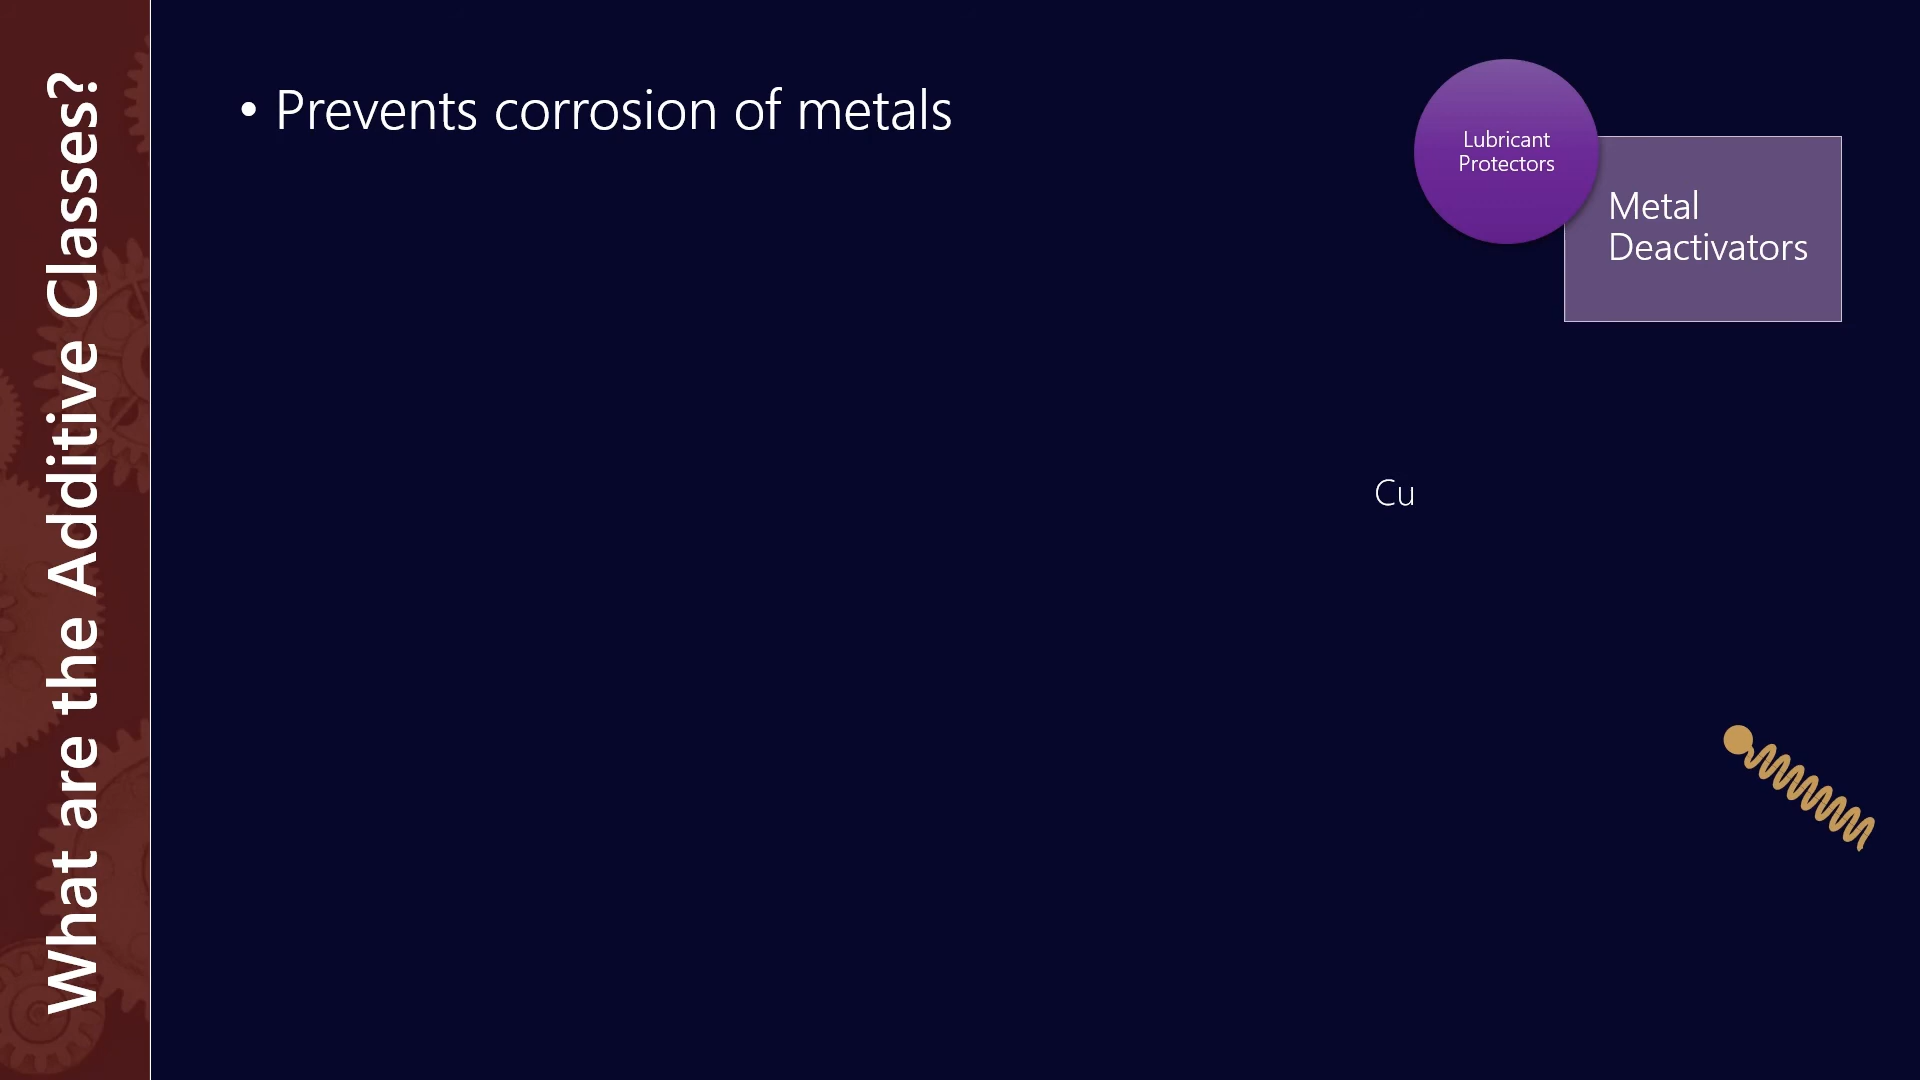 What are the Additive Classes?
• Prevents corrosion of metals
Lubricant
Protectors
Metal
Deactivators
Cu